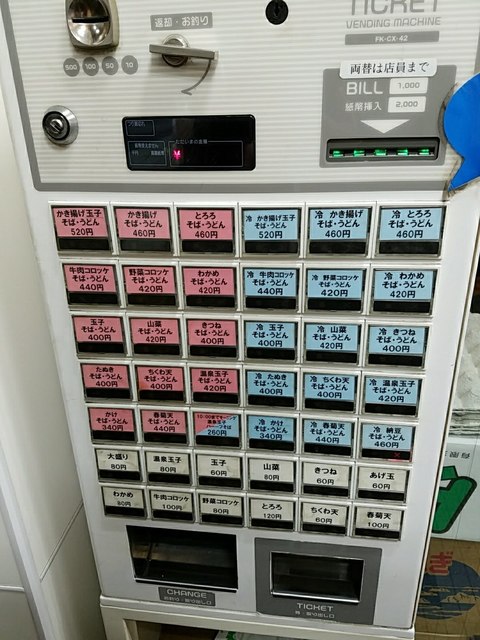 TICKET
VENDING MACHINE
FK-CX-42
返却・お釣り
500 100 50 10
両替は店員まで
BILL 1,000
紙幣挿入 2,000
かき揚げ玉子
そば・うどん
520円
かき揚げ
そば・うどん
460円
とろろ
そば・うどん
460円
冷 かき揚げ玉子
そば・うどん
520円
冷 かき揚げ
そば・うどん
460円
冷 とろろ
そば・うどん
460円
牛肉コロッケ
そば・うどん
440円
野菜コロッケ
そば・うどん
420円
わかめ
そば・うどん
420円
冷 牛肉コロッケ
そば・うどん
440円
冷 野菜コロッケ
そば・うどん
420円
冷 わかめ
そば・うどん
420円
玉子
そば・うどん
400円
山菜
そば・うどん
420円
きつね
そば・うどん
400円
冷 玉子
そば・うどん
400円
冷 山菜
そば・うどん
420円
冷 きつね
そば・うどん
400円
たぬき
そば・うどん
400円
ちくわ天
そば・うどん
400円
温泉玉子
そば・うどん
420円
冷 たぬき
そば・うどん
400円
冷 ちくわ天
そば・うどん
400円
冷 温泉玉子
そば・うどん
420円
かけ
そば・うどん
340円
春菊天
そば・うどん
440円
260円
冷 かけ
そば・うどん
340円
冷 春菊天
そば・うどん
440円
冷 納豆
そば・うどん
460円
大盛り
80円
温泉玉子
80円
玉子
60円
山菜
80円
きつね
60円
あげ玉
60円
わかめ
80円
牛肉コロッケ
100円
野菜コロッケ
80円
とろろ
120円
ちくわ天
60円
春菊天
100円
CHANGE
TICKET